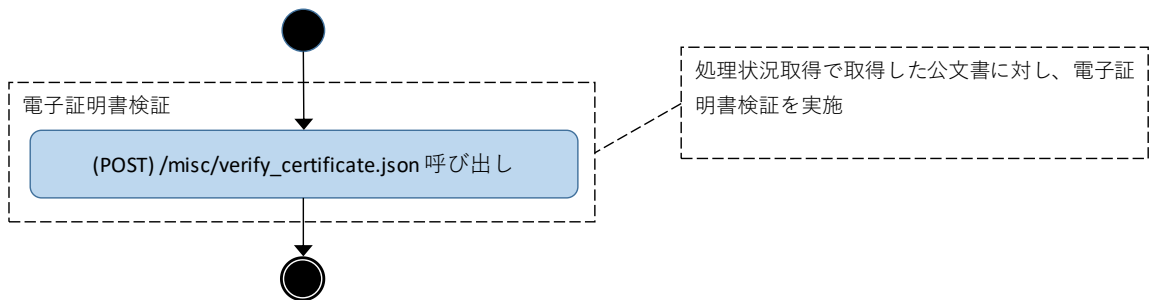 処理状況取得で取得した公文書に対し、電子証
明書検証を実施
電子証明書検証
(POST) /misc/verify_certificate.json 呼び出し